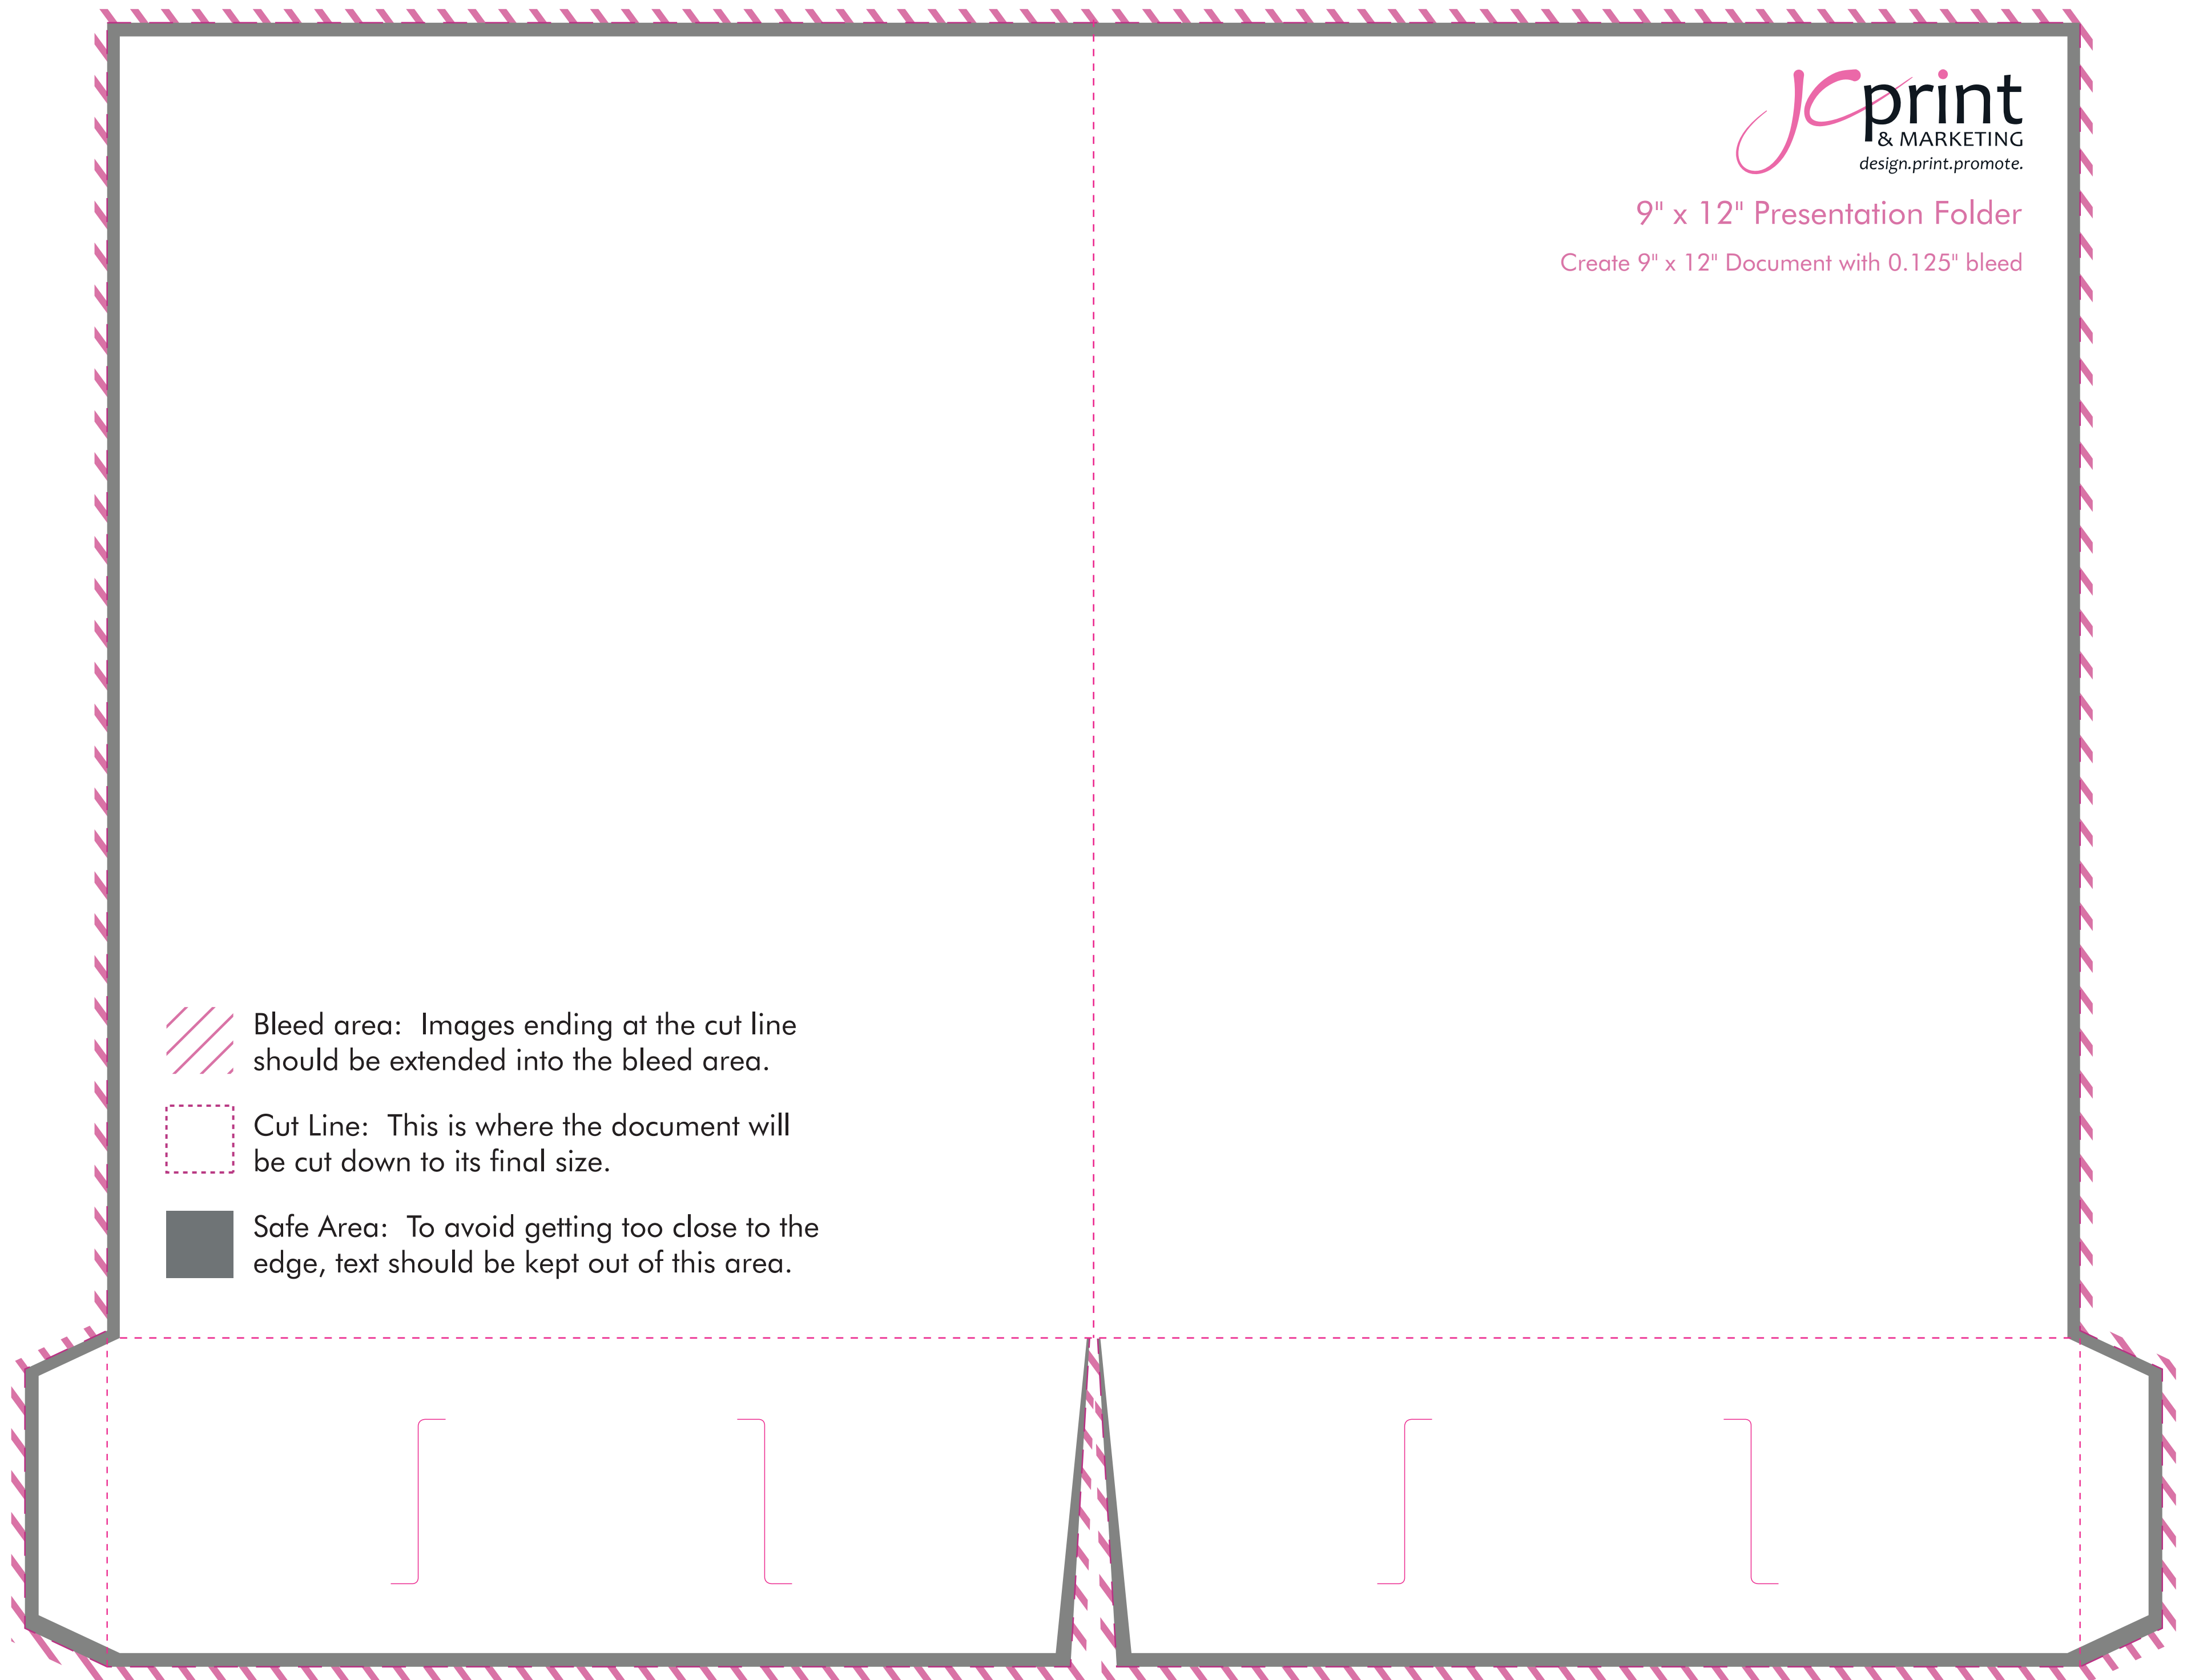 JC print
& MARKETING
design.print.promote.
9" x 12" Presentation Folder
Create 9" x 12" Document with 0.125" bleed
Bleed area:  Images ending at the cut line
should be extended into the bleed area.
Cut Line:  This is where the document will
be cut down to its final size.
Safe Area:  To avoid getting too close to the
edge, text should be kept out of this area.